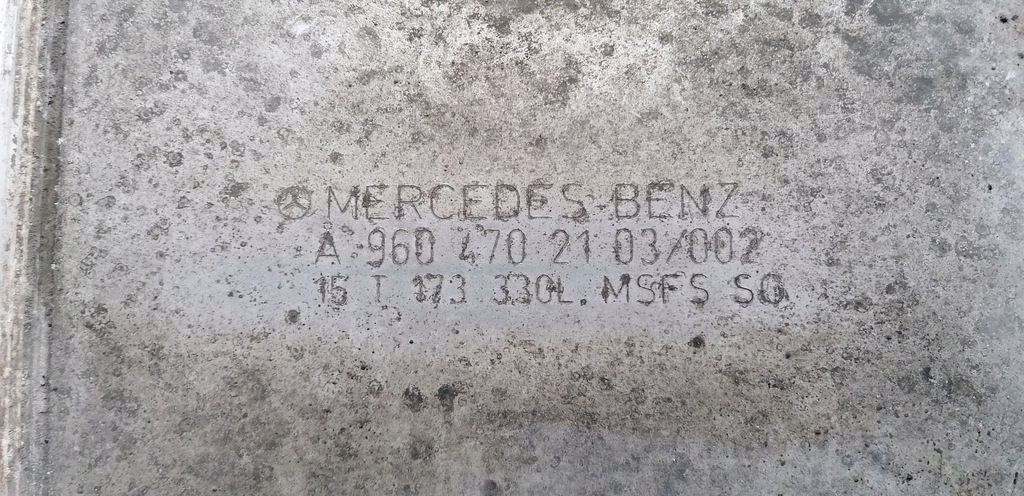 MERCEDES-BENZ
A 960 470 21 03/002
15 T 173 330L. MSFS SG